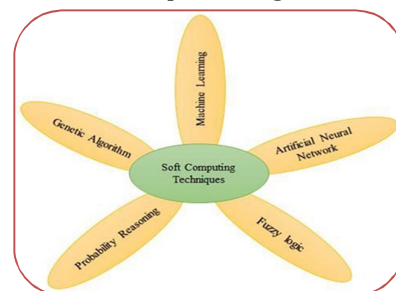 Machine Learning
Genetic Algorithm
Artificial Neural
Network
Soft Computing
Techniques
Probability Reasoning
Fuzzy logic